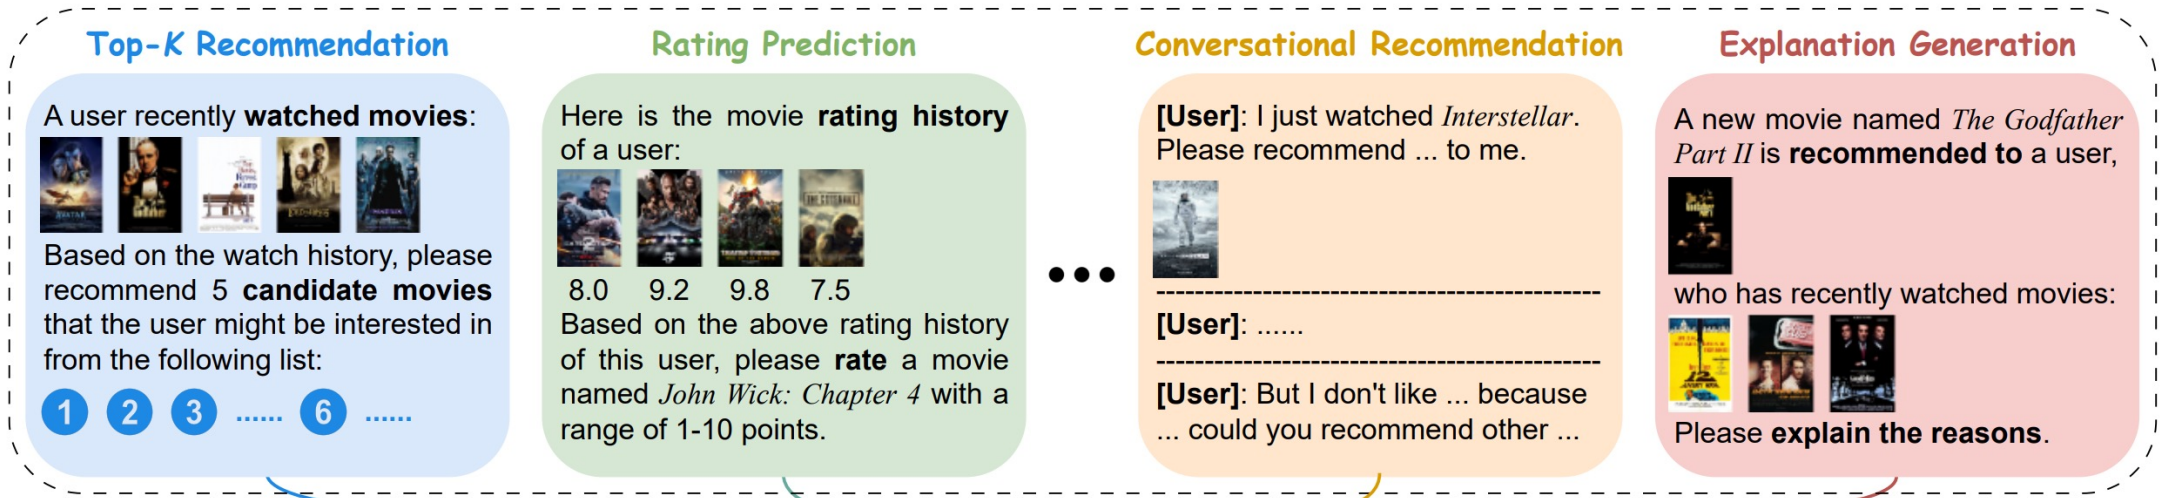 Top-K Recommendation
A user recently watched movies:
AVATAR
Based on the watch history, please
recommend 5 candidate movies
that the user might be interested in
from the following list:
1 2 3 ...... 6 ......
Rating Prediction
Here is the movie rating history
of a user:
THE COVENANT
8.0 9.2 9.8 7.5
Based on the above rating history
of this user, please rate a movie
named John Wick: Chapter 4 with a
range of 1-10 points.
•••
Conversational Recommendation
[User]: I just watched Interstellar.
Please recommend ... to me.
[User]: ......
[User]: But I don't like ... because
... could you recommend other ...
Explanation Generation
A new movie named The Godfather
Part II is recommended to a user,
who has recently watched movies:
Please explain the reasons.